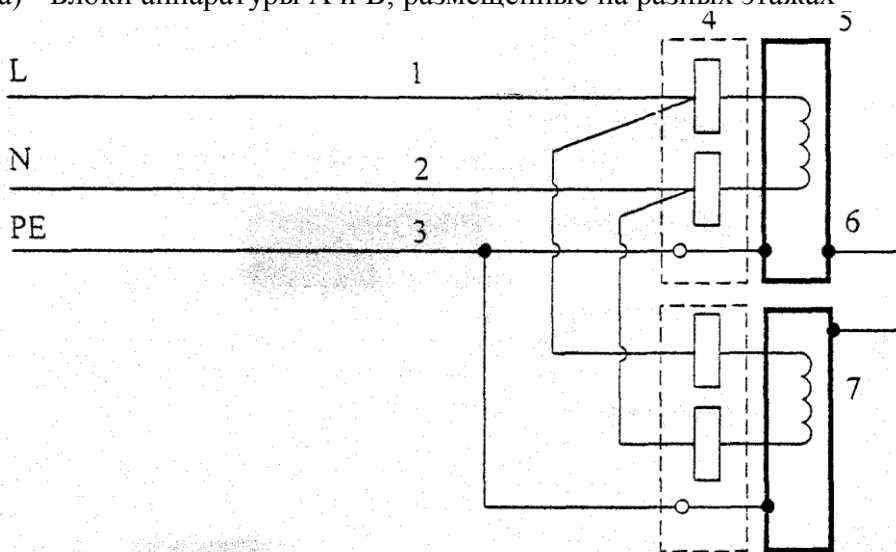 а) Блоки аппаратуры А и В, размещенные на разных этажах
4 5
L 1
N 2
PE 3 6
7